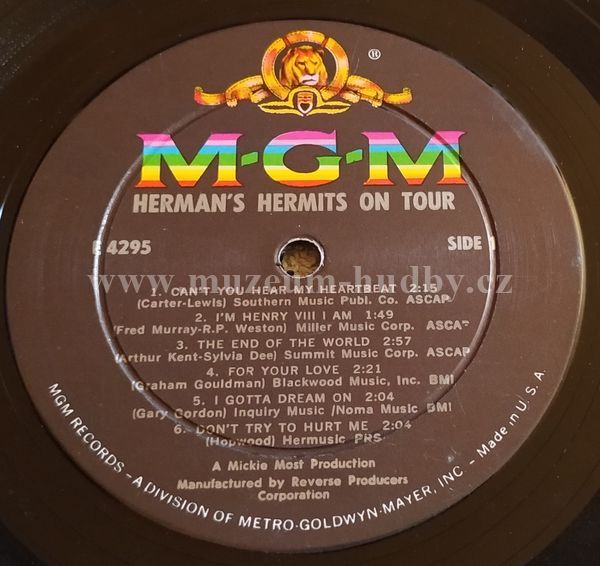 ®
M-G-M
HERMAN'S HERMITS ON TOUR
E 4295
SIDE 1
www.muzeum-hudby.cz
1. CAN'T YOU HEAR MY HEARTBEAT 2:15
(Carter-Lewis) Southern Music Publ. Co. ASCAP
2. I'M HENRY VIII I AM 1:49
(Fred Murray-R.P. Weston) Miller Music Corp. ASCAP
3. THE END OF THE WORLD 2:57
(Arthur Kent-Sylvia Dee) Summit Music Corp. ASCAP
4. FOR YOUR LOVE 2:21
(Graham Gouldman) Blackwood Music, Inc. BMI
5. I GOTTA DREAM ON 2:04
(Gary Gordon) Inquiry Music /Noma Music BMI
6. DON'T TRY TO HURT ME 2:04
(Hopwood) Hermusic PRS
A Mickie Most Production
Manufactured by Reverse Producers
Corporation
MGM RECORDS - A DIVISION OF METRO-GOLDWYN-MAYER, INC - Made in U.S.A.